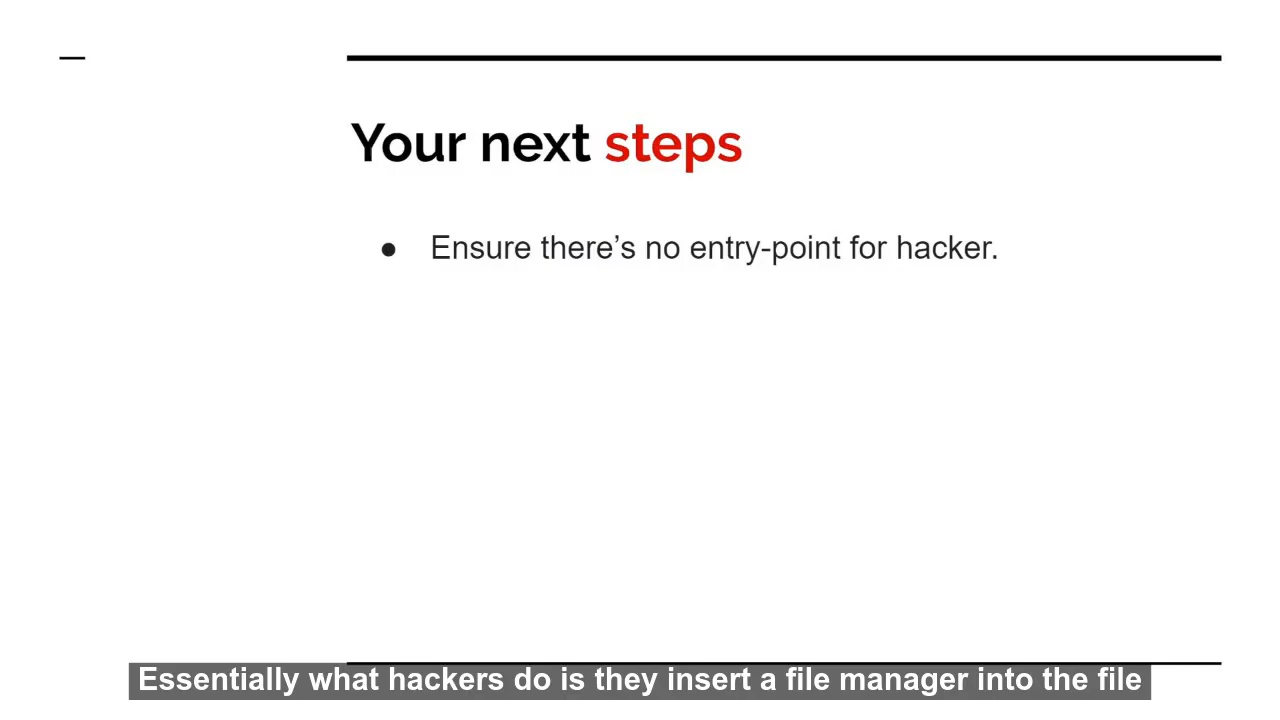 Your next steps
● Ensure there’s no entry-point for hacker.
Essentially what hackers do is they insert a file manager into the file